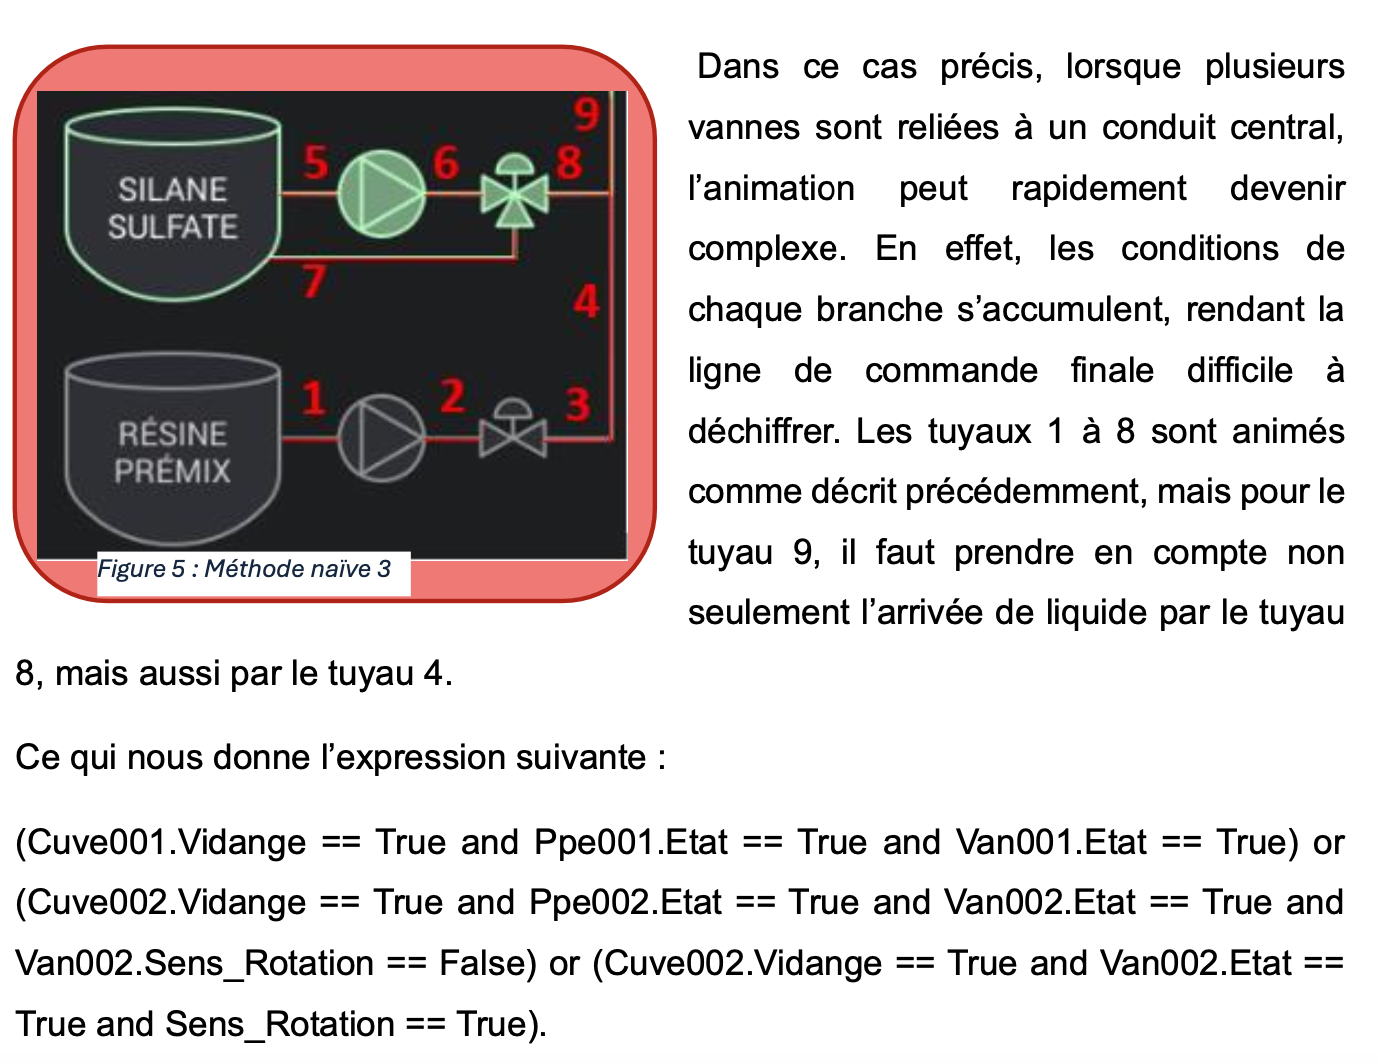 9
5
6
8
SILANE
SULFATE
7
4
1
2
3
RÉSINE
PRÉMIX
Figure 5 : Méthode naïve 3
Dans ce cas précis, lorsque plusieurs
vannes sont reliées à un conduit central,
l’animation peut rapidement devenir
complexe. En effet, les conditions de
chaque branche s’accumulent, rendant la
ligne de commande finale difficile à
déchiffrer. Les tuyaux 1 à 8 sont animés
comme décrit précédemment, mais pour le
tuyau 9, il faut prendre en compte non
seulement l’arrivée de liquide par le tuyau
8, mais aussi par le tuyau 4.
Ce qui nous donne l’expression suivante :
(Cuve001.Vidange == True and Ppe001.Etat == True and Van001.Etat == True) or
(Cuve002.Vidange == True and Ppe002.Etat == True and Van002.Etat == True and
Van002.Sens_Rotation == False) or (Cuve002.Vidange == True and Van002.Etat ==
True and Sens_Rotation == True).